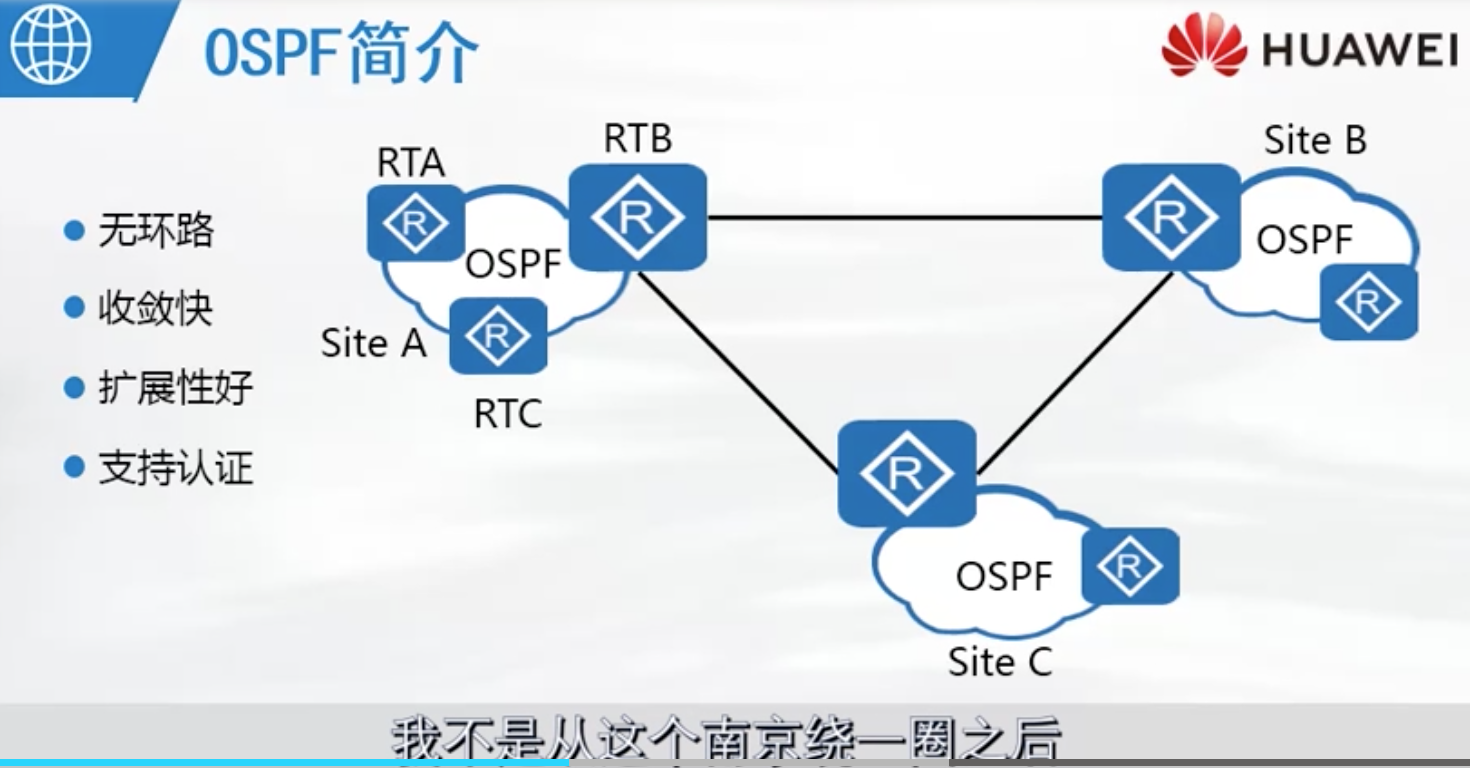 OSPF简介
HUAWEI
无环路
收敛快
扩展性好
支持认证
RTA
R
RTB
R
OSPF
Site A
R
RTC
R
Site B
OSPF
R
R
OSPF
R
Site C
我不是从这个南京绕一圈之后